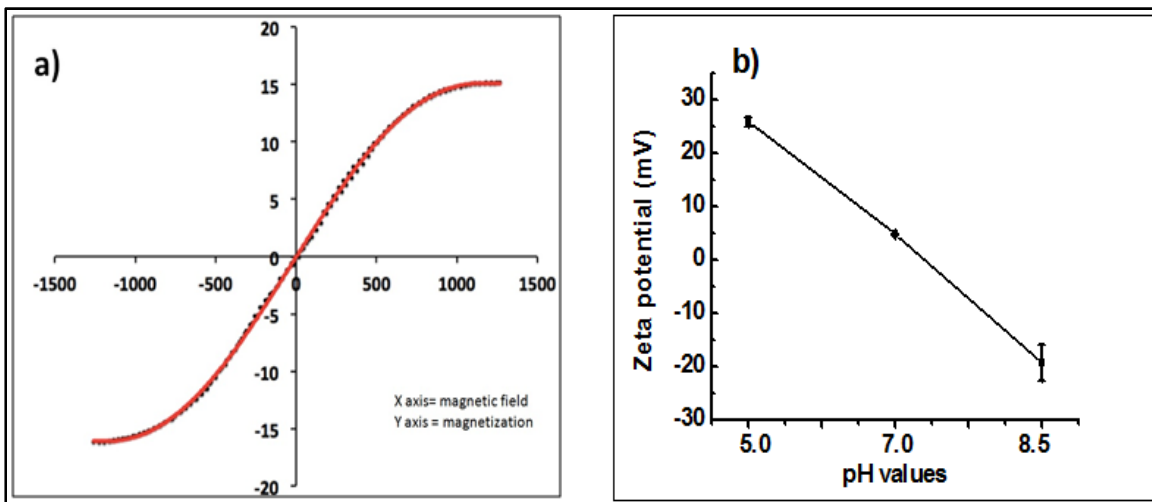 a)
20
15
10
5
0
-1500 -1000 -500 0 500 1000 1500
-5
-10
-15
-20
X axis= magnetic field
Y axis = magnetization
b)
Zeta potential (mV)
30
20
10
0
-10
-20
-30
5.0 7.0 8.5
pH values